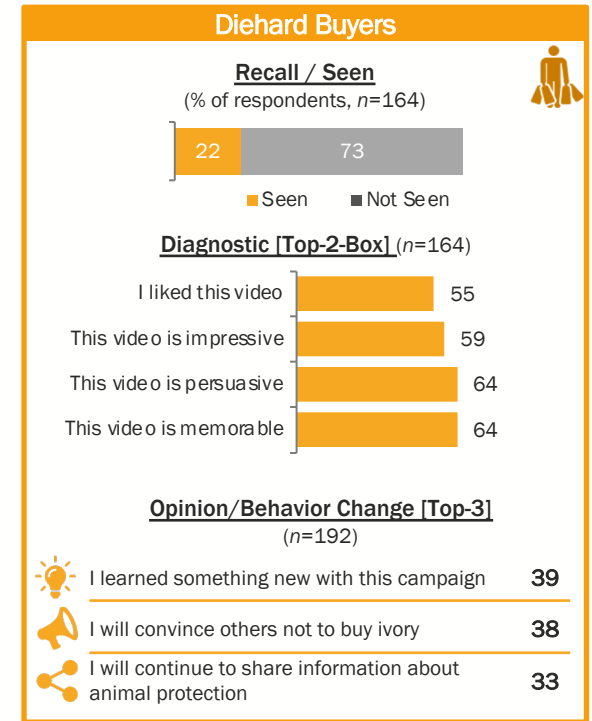 Diehard Buyers
Recall / Seen
(% of respondents, n=164)
22 73
Seen Not Seen
Diagnostic [Top-2-Box] (n=164)
I liked this video 55
This video is impressive 59
This video is persuasive 64
This video is memorable 64
Opinion/Behavior Change [Top-3]
(n=192)
I learned something new with this campaign 39
I will convince others not to buy ivory 38
I will continue to share information about
animal protection 33